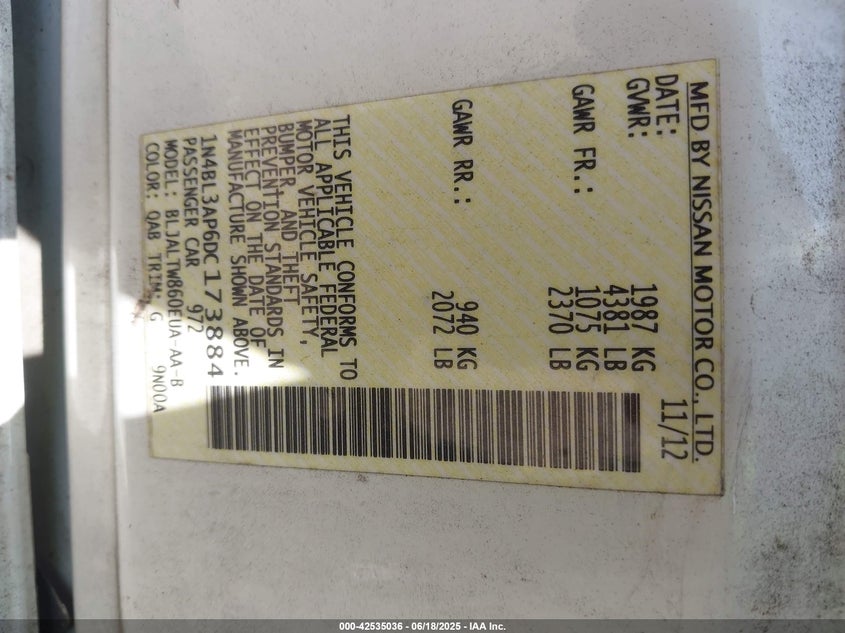 MFD BY NISSAN MOTOR CO., LTD.
DATE: 11/12
GVWR: 1987 KG
4381 LB
GAWR FR.: 1075 KG
2370 LB
GAWR RR.: 940 KG
2072 LB
THIS VEHICLE CONFORMS TO
ALL APPLICABLE FEDERAL
MOTOR VEHICLE SAFETY,
BUMPER, AND THEFT
PREVENTION STANDARDS IN
EFFECT ON THE DATE OF
MANUFACTURE SHOWN ABOVE.
1N4BL3AP6DC173884
PASSENGER CAR 972
MODEL: BLJALTW860EUA-AA-B
COLOR: QAB TRIM: G 9N00A
000-42535036 - 06/18/2025 - IAA Inc.